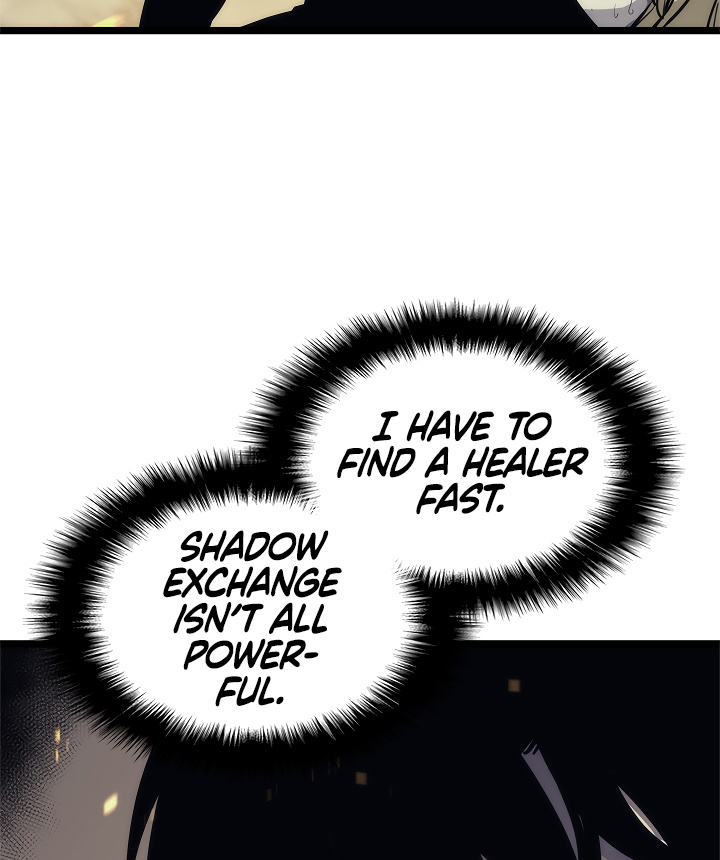 I HAVE TO
FIND A HEALER
FAST.
SHADOW
EXCHANGE
ISN'T ALL
POWER-
FUL.